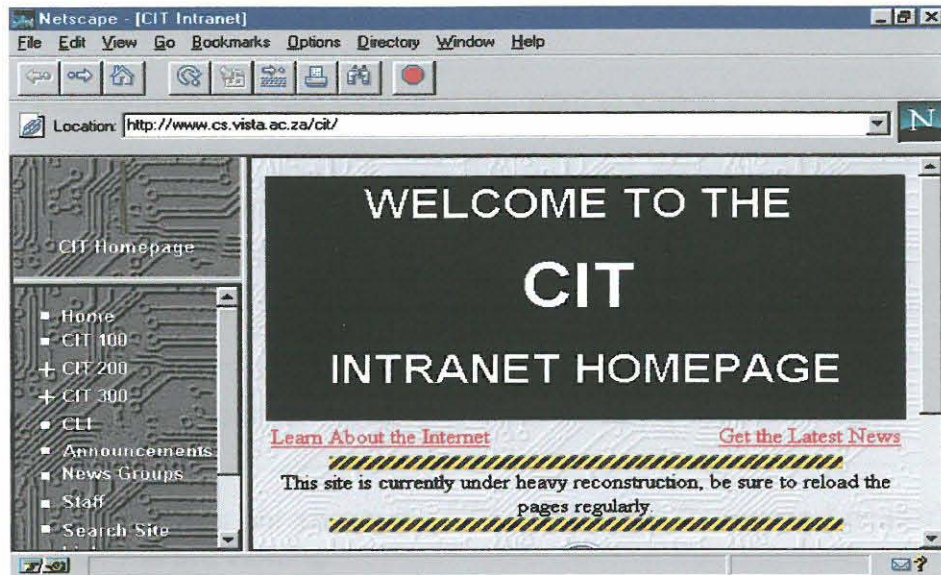 Netscape - [CIT Intranet]
File Edit View Go Bookmarks Options Directory Window Help
Location: http://www.cs.vista.ac.za/cit/
N
CIT Homepage
Home
CIT 100
CIT 200
CIT 300
CLI
Announcements
News Groups
Staff
Search Site
WELCOME TO THE
CIT
INTRANET HOMEPAGE
Learn About the Internet
Get the Latest News
This site is currently under heavy reconstruction, be sure to reload the
pages regularly.